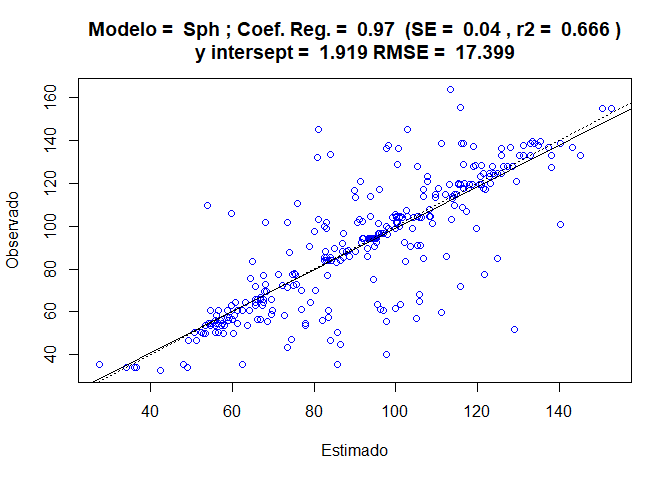 Modelo = Sph ; Coef. Reg. = 0.97 (SE = 0.04 , r2 = 0.666 )
y intersept = 1.919 RMSE = 17.399
Observado
160
140
120
100
80
60
40
40 60 80 100 120 140
Estimado